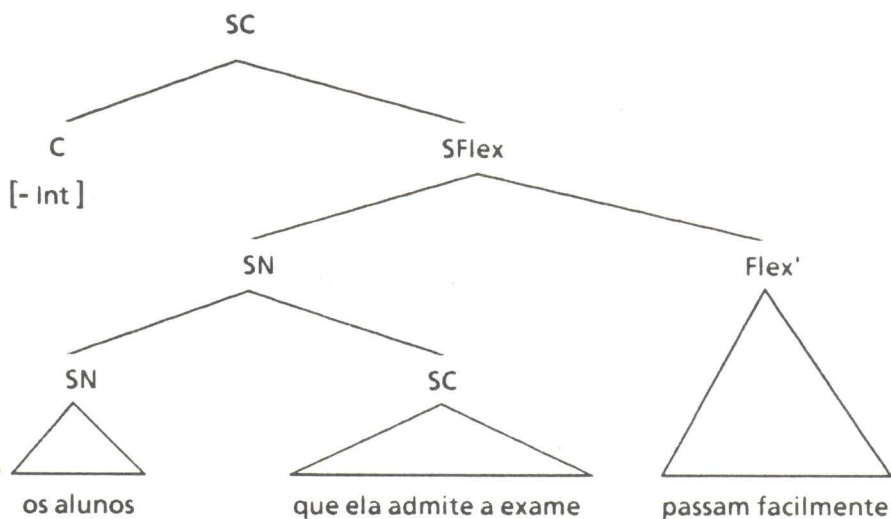 SC
C SFlex
[- Int]
SN Flex'
SN SC
os alunos que ela admite a exame passam facilmente